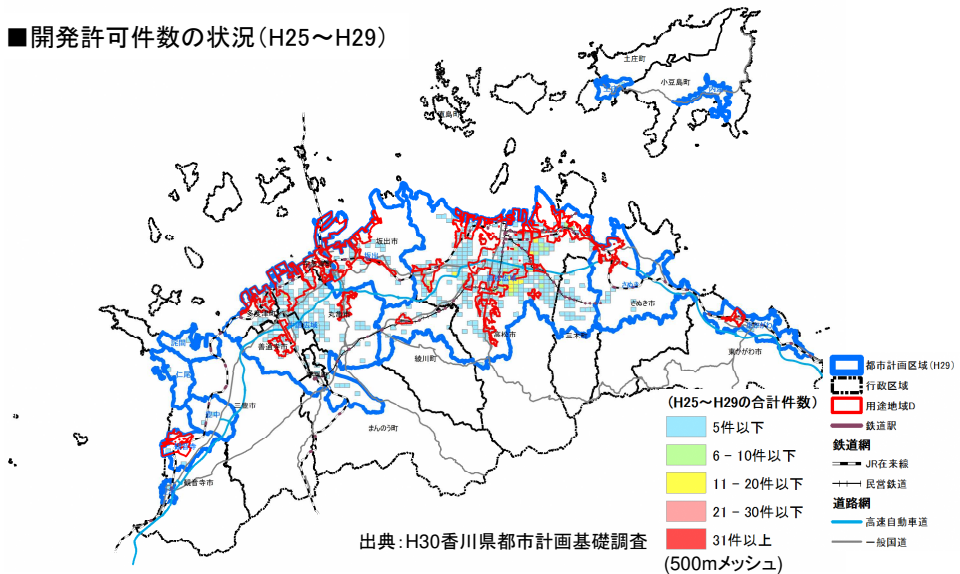 ■開発許可件数の状況(H25～H29)
土庄町
小豆島町
直島町
坂出市
丸亀市
善通寺市
高松市
さぬき市
綾川町
東かがわ市
詫間
仁尾
三豊市
まんのう町
観音寺市
都市計画区域(H29)
行政区域
用途地域D
鉄道駅
鉄道網
JR在来線
民営鉄道
道路網
高速自動車道
一般国道
(H25～H29の合計件数)
5件以下
6 - 10件以下
11 - 20件以下
21 - 30件以下
31件以上
(500mメッシュ)
出典:H30香川県都市計画基礎調査